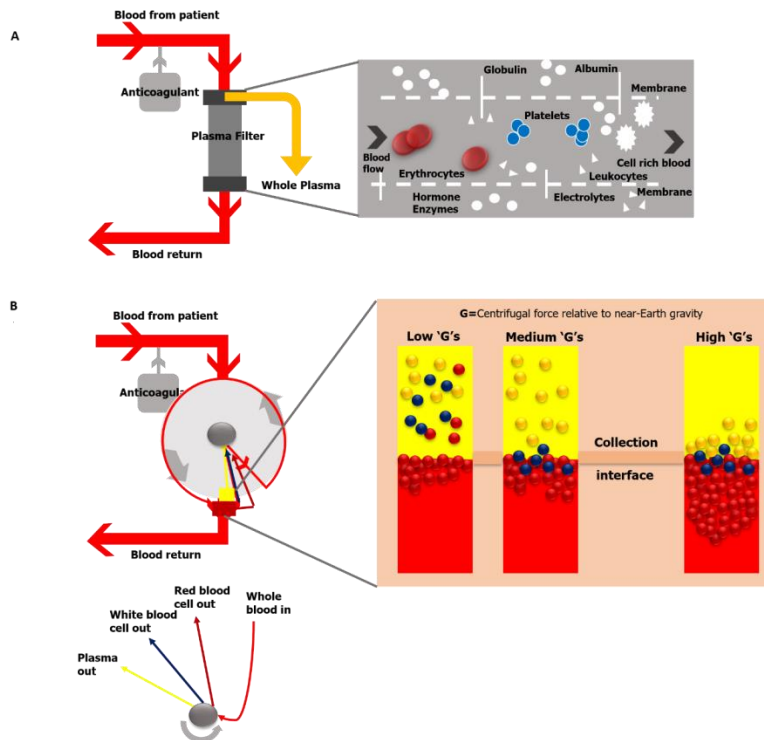 A
Blood from patient
Anticoagulant
Plasma Filter
Whole Plasma
Blood return
Globulin
Albumin
Membrane
Platelets
Blood
flow
Cell rich blood
Erythrocytes
Leukocytes
Hormone
Enzymes
Electrolytes
Membrane
B
Blood from patient
Anticoagula
Blood return
G=Centrifugal force relative to near-Earth gravity
Low 'G's
Medium 'G's
High 'G's
Collection
interface
Red blood
cell out
Whole
blood in
White blood
cell out
Plasma
out